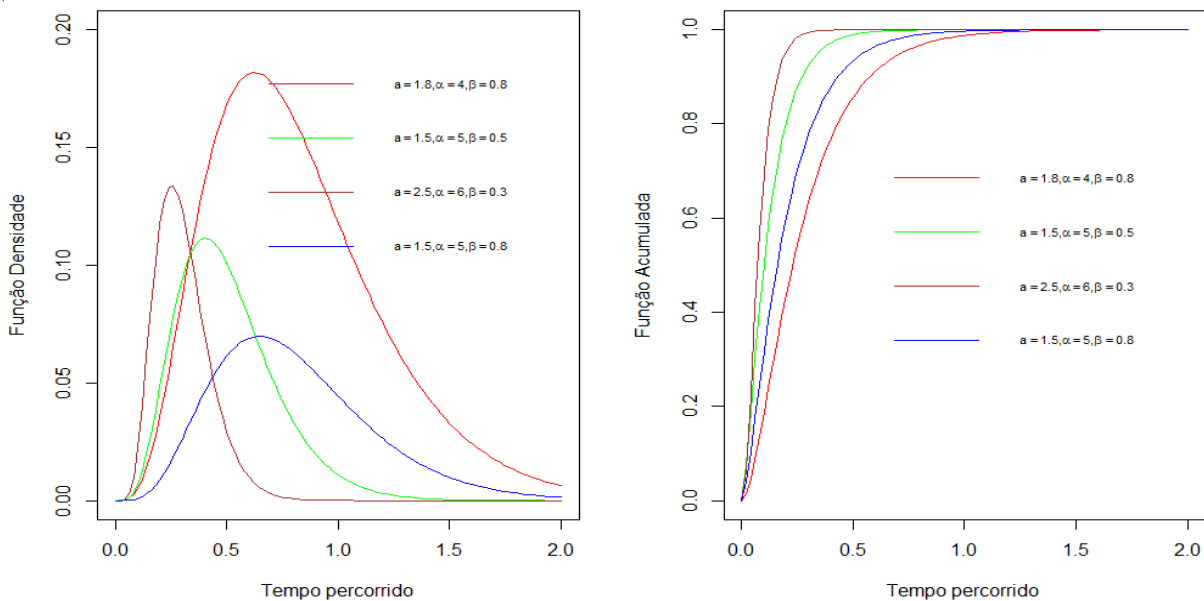 Função Densidade
0.20
0.15
0.10
0.05
0.00
a = 1.8,α = 4,β = 0.8
a = 1.5,α = 5,β = 0.5
a = 2.5,α = 6,β = 0.3
a = 1.5,α = 5,β = 0.8
0.0 0.5 1.0 1.5 2.0
Tempo percorrido
Função Acumulada
1.0
0.8
0.6
0.4
0.2
0.0
a = 1.8,α = 4,β = 0.8
a = 1.5,α = 5,β = 0.5
a = 2.5,α = 6,β = 0.3
a = 1.5,α = 5,β = 0.8
0.0 0.5 1.0 1.5 2.0
Tempo percorrido